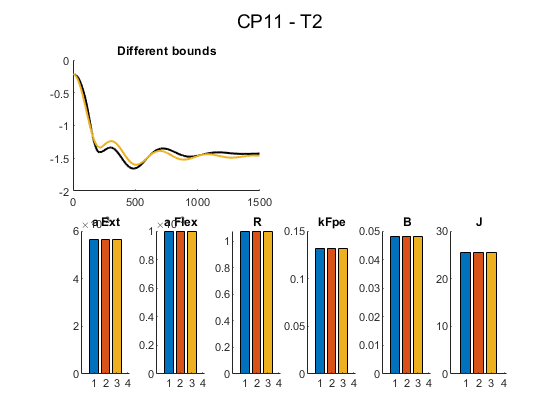 CP11 - T2
Different bounds
0
-0.5
-1
-1.5
-2
0 500 1000 1500
a Ext a Flex R kFpe B J
6 1 0.15 0.05 30
0.8 1 0.04
4 0.6 0.8 0.1 0.03 20
0.4 0.6 0.02
2 0.4 0.05 10
0.2 0.2 0.01
0 0 0 0 0 0
1 2 3 4 1 2 3 4 1 2 3 4 1 2 3 4 1 2 3 4 1 2 3 4